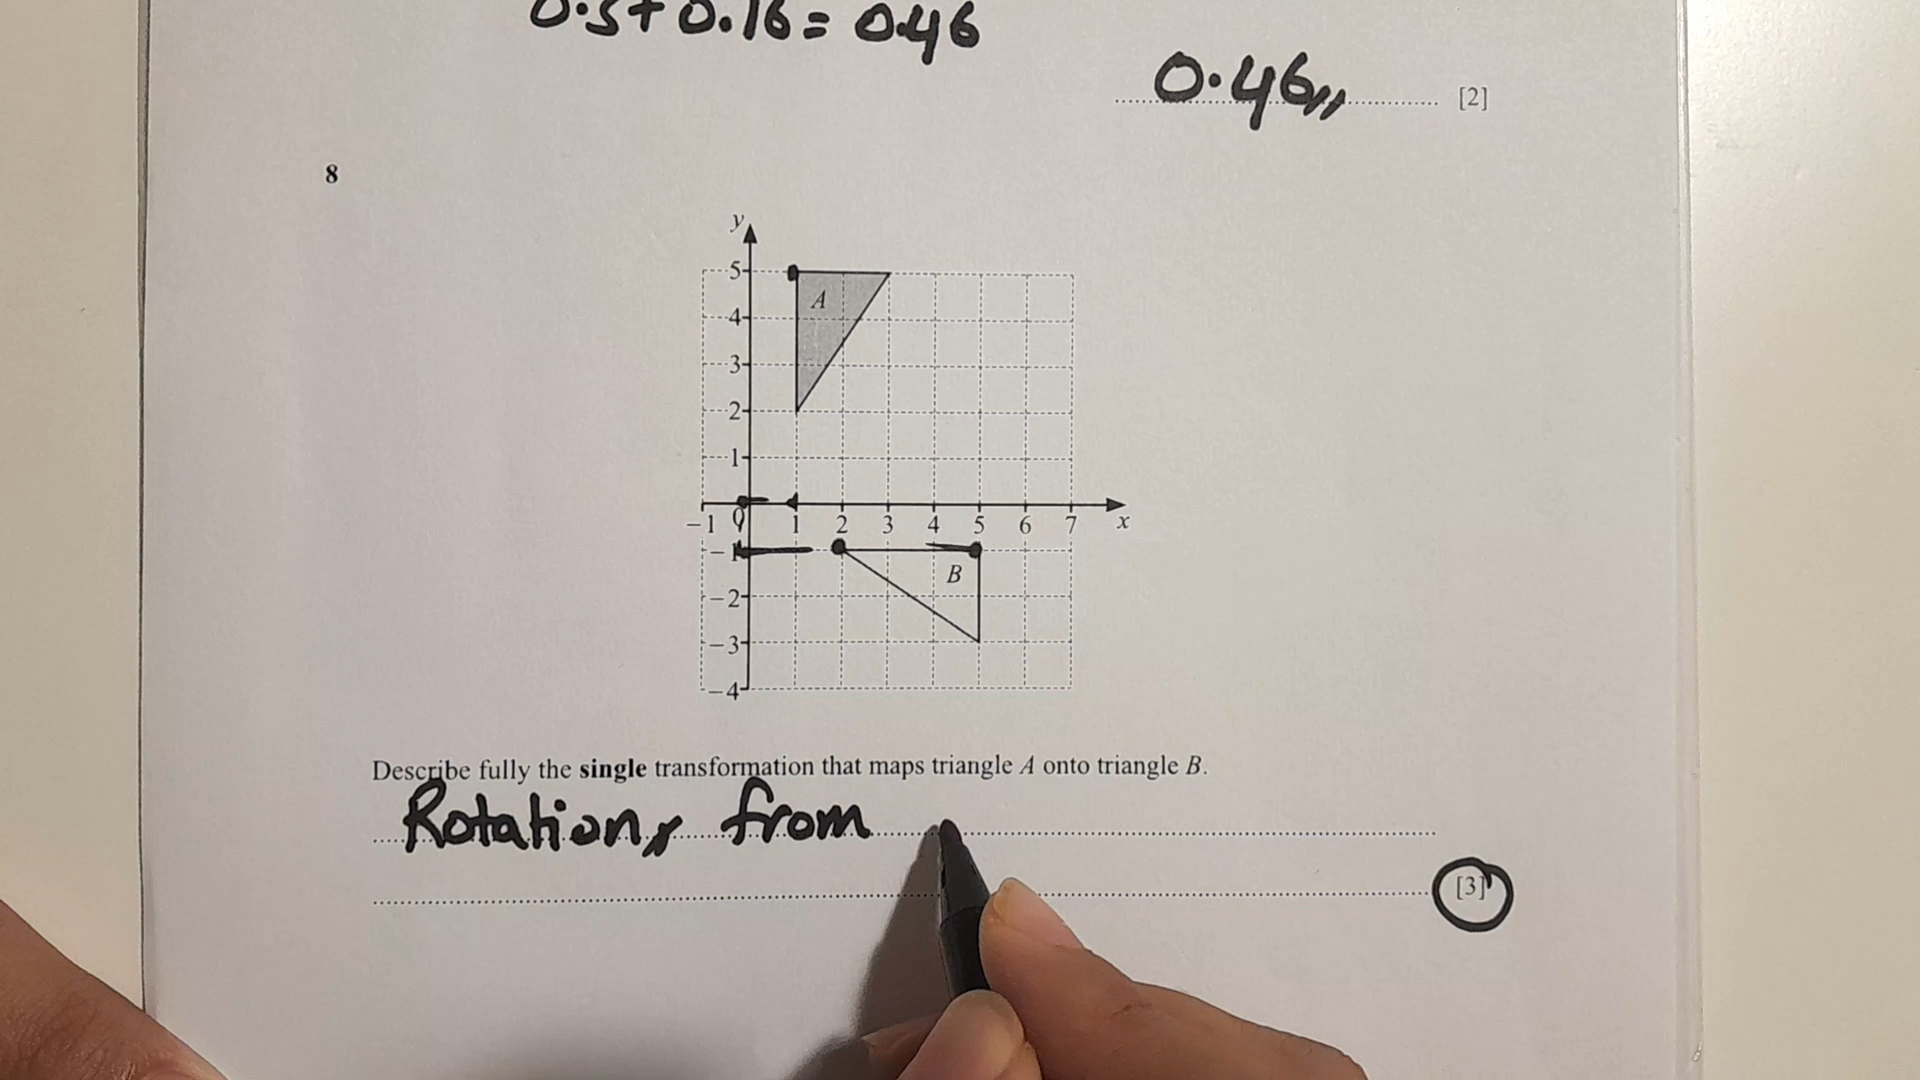 0.3+0.16= 0.46
0.46,, [2]
8
y
5
A
4
3
2
1
-1 0 1 2 3 4 5 6 7 x
-1
B
-2
-3
-4
Describe fully the single transformation that maps triangle A onto triangle B.
Rotation, from
[3]